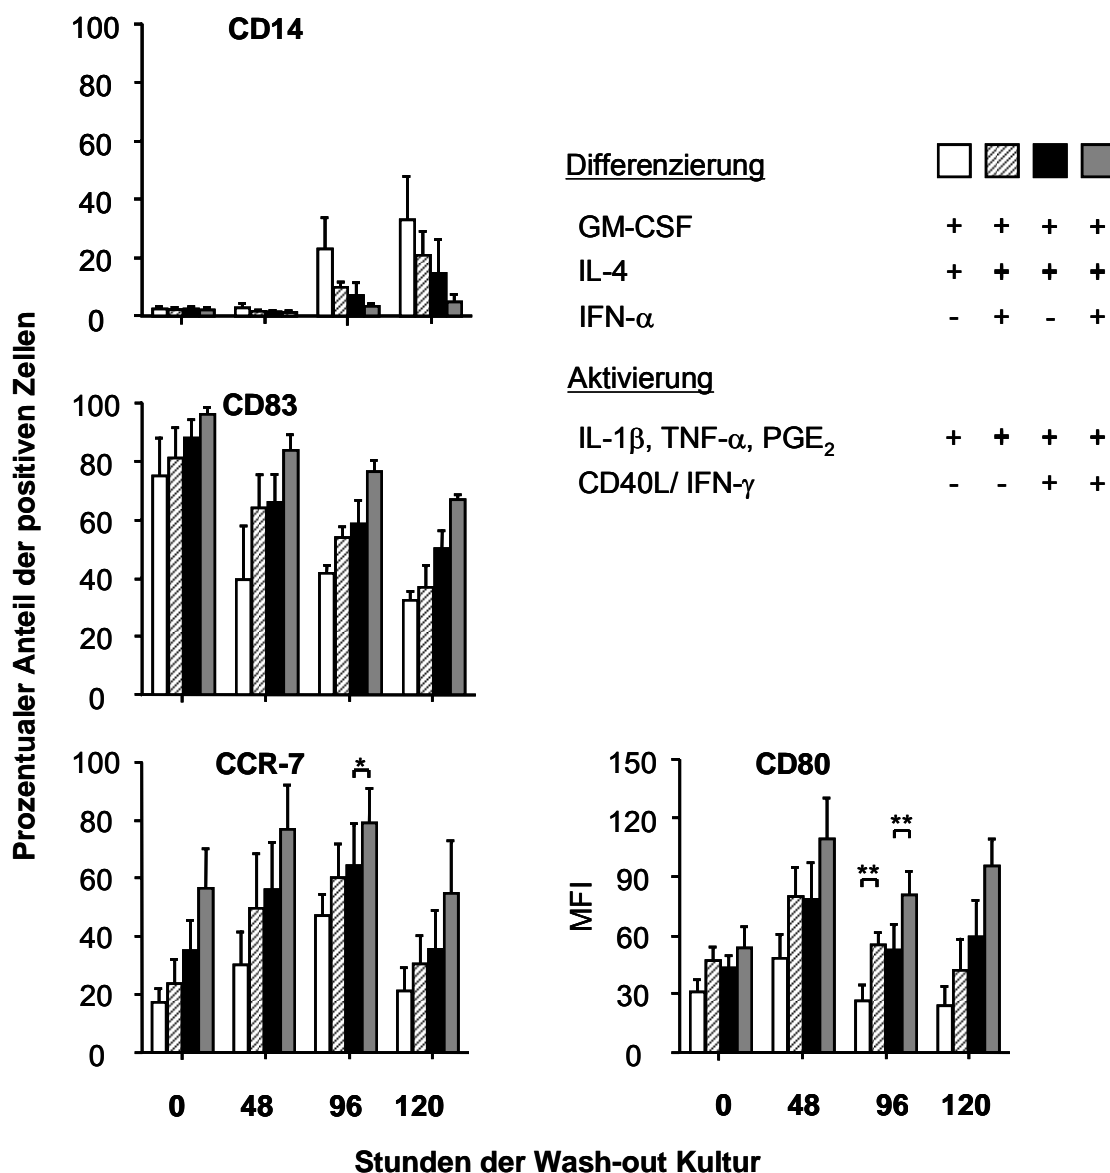 CD14
100
80
60
40
20
0
Differenzierung
GM-CSF + + + +
IL-4 + + + +
IFN-α - + - +
Aktivierung
IL-1β, TNF-α, PGE₂ + + + +
CD40L/ IFN-γ - - + +
Prozentualer Anteil der positiven Zellen
CD83
100
80
60
40
20
0
CCR-7
100
80
60
40
20
0
*
0 48 96 120
CD80
MFI
150
120
90
60
30
0
**
**
0 48 96 120
Stunden der Wash-out Kultur